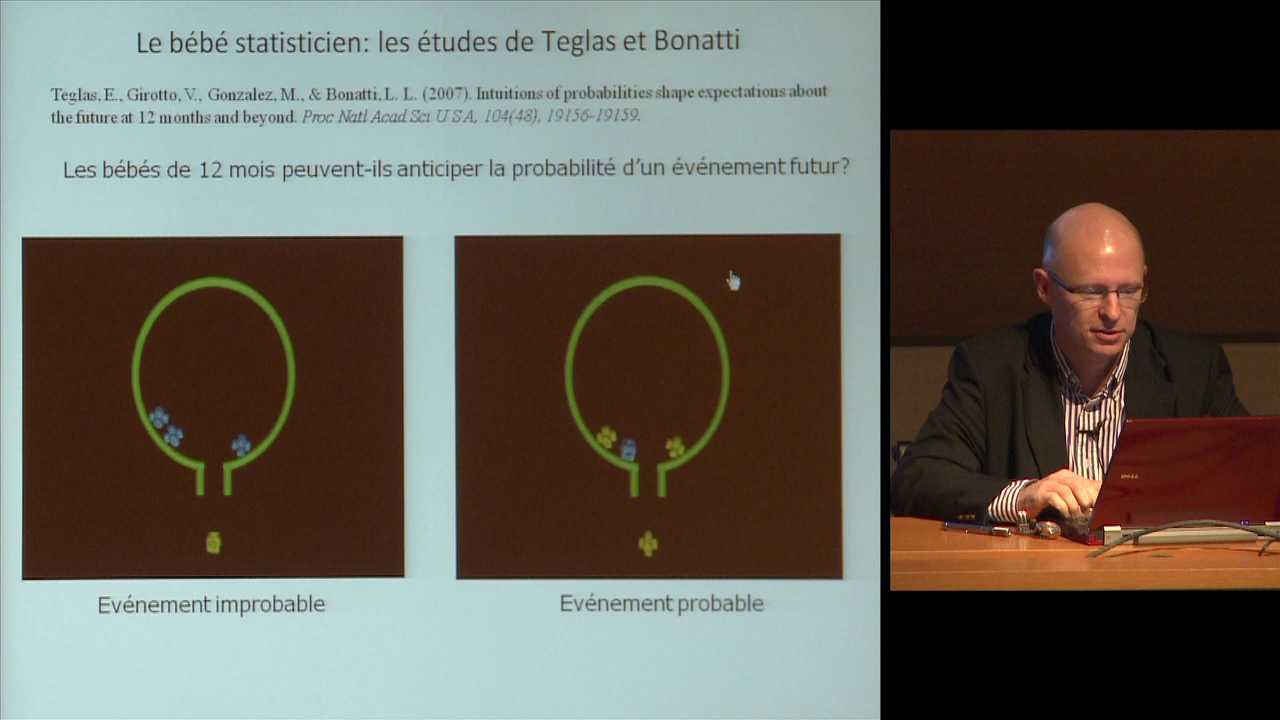 Le bébé statisticien: les études de Teglas et Bonatti
Teglas, E., Girotto, V., Gonzalez, M., & Bonatti, L. L. (2007). Intuitions of probabilities shape expectations about
the future at 12 months and beyond. Proc Natl Acad Sci U S A, 104(48), 19156-19159.
Les bébés de 12 mois peuvent-ils anticiper la probabilité d'un événement futur?
Evénement improbable
Evénement probable
DELL